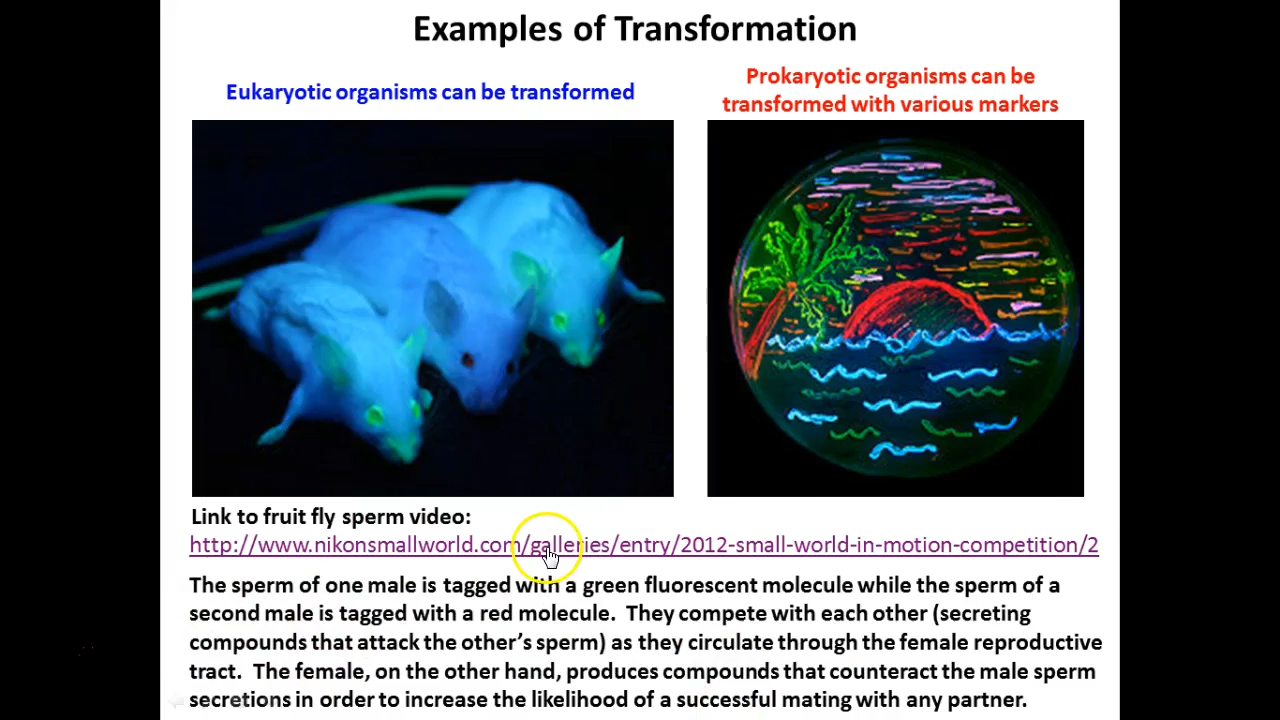 Examples of Transformation
Eukaryotic organisms can be transformed
Prokaryotic organisms can be
transformed with various markers
Link to fruit fly sperm video:
http://www.nikonsmallworld.com/galleries/entry/2012-small-world-in-motion-competition/2
The sperm of one male is tagged with a green fluorescent molecule while the sperm of a
second male is tagged with a red molecule.  They compete with each other (secreting
compounds that attack the other’s sperm) as they circulate through the female reproductive
tract.  The female, on the other hand, produces compounds that counteract the male sperm
secretions in order to increase the likelihood of a successful mating with any partner.